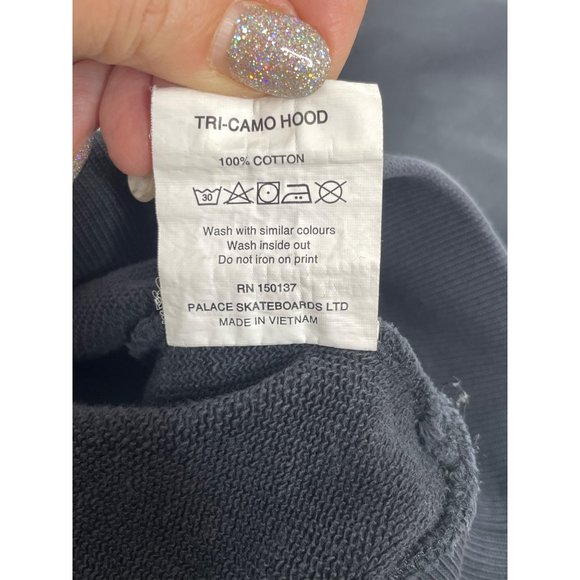 TRI-CAMO HOOD
100% COTTON
30
Wash with similar colours
Wash inside out
Do not iron on print
RN 150137
PALACE SKATEBOARDS LTD
MADE IN VIETNAM